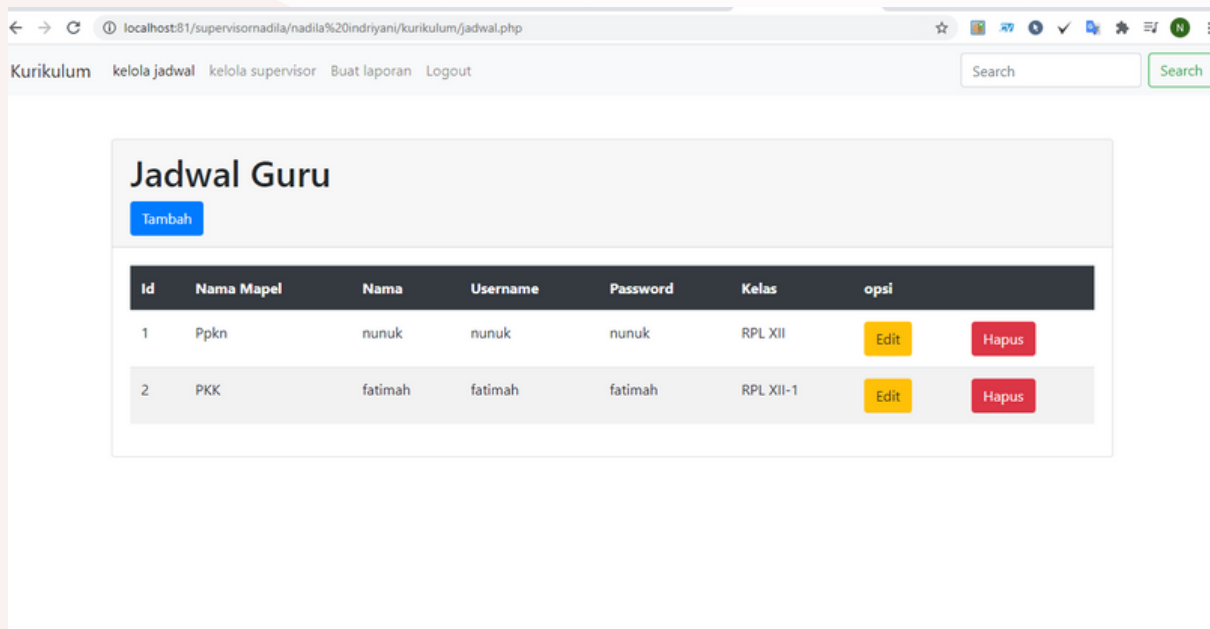 localhost:81/supervisornadila/nadila%20indriyani/kurikulum/jadwal.php
N
Kurikulum kelola jadwal kelola supervisor Buat laporan Logout Search Search
Jadwal Guru
Tambah
Id Nama Mapel Nama Username Password Kelas opsi
1 Ppkn nunuk nunuk nunuk RPL XII Edit Hapus
2 PKK fatimah fatimah fatimah RPL XII-1 Edit Hapus